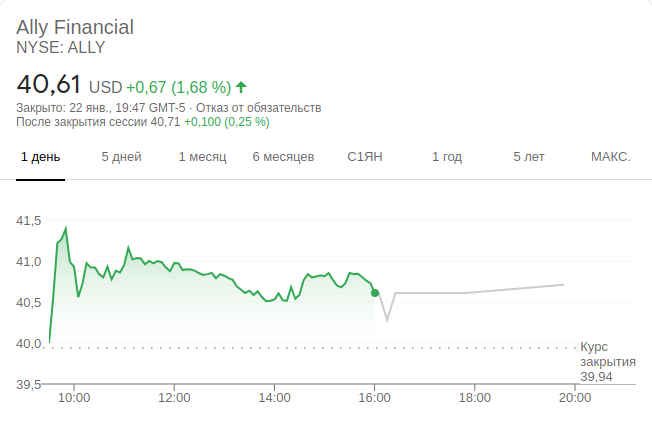 Ally Financial
NYSE: ALLY
40,61 USD +0,67 (1,68 %)
Закрыто: 22 янв., 19:47 GMT-5 · Отказ от обязательств
После закрытия сессии 40,71 +0,100 (0,25 %)
1 день 5 дней 1 месяц 6 месяцев С1ЯН 1 год 5 лет МАКС.
41,5
41,0
40,5
40,0
Курс
закрытия
39,94
39,5
10:00 12:00 14:00 16:00 18:00 20:00